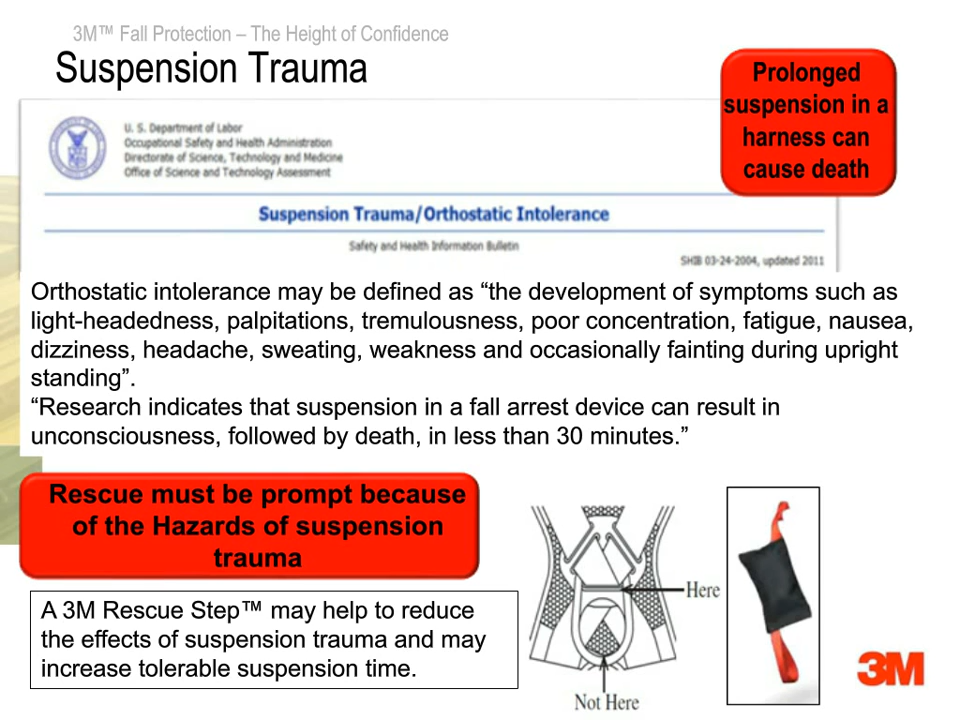 3M™ Fall Protection – The Height of Confidence
Suspension Trauma
Prolonged
suspension in a
harness can
cause death
U. S. Department of Labor
Occupational Safety and Health Administration
Directorate of Science, Technology and Medicine
Office of Science and Technology Assessment
Suspension Trauma/Orthostatic Intolerance
Safety and Health Information Bulletin
SHIB 03-24-2004, updated 2011
Orthostatic intolerance may be defined as “the development of symptoms such as
light-headedness, palpitations, tremulousness, poor concentration, fatigue, nausea,
dizziness, headache, sweating, weakness and occasionally fainting during upright
standing”.
“Research indicates that suspension in a fall arrest device can result in
unconsciousness, followed by death, in less than 30 minutes.”
Rescue must be prompt because
of the Hazards of suspension
trauma
A 3M Rescue Step™ may help to reduce
the effects of suspension trauma and may
increase tolerable suspension time.
Here
Not Here
3M